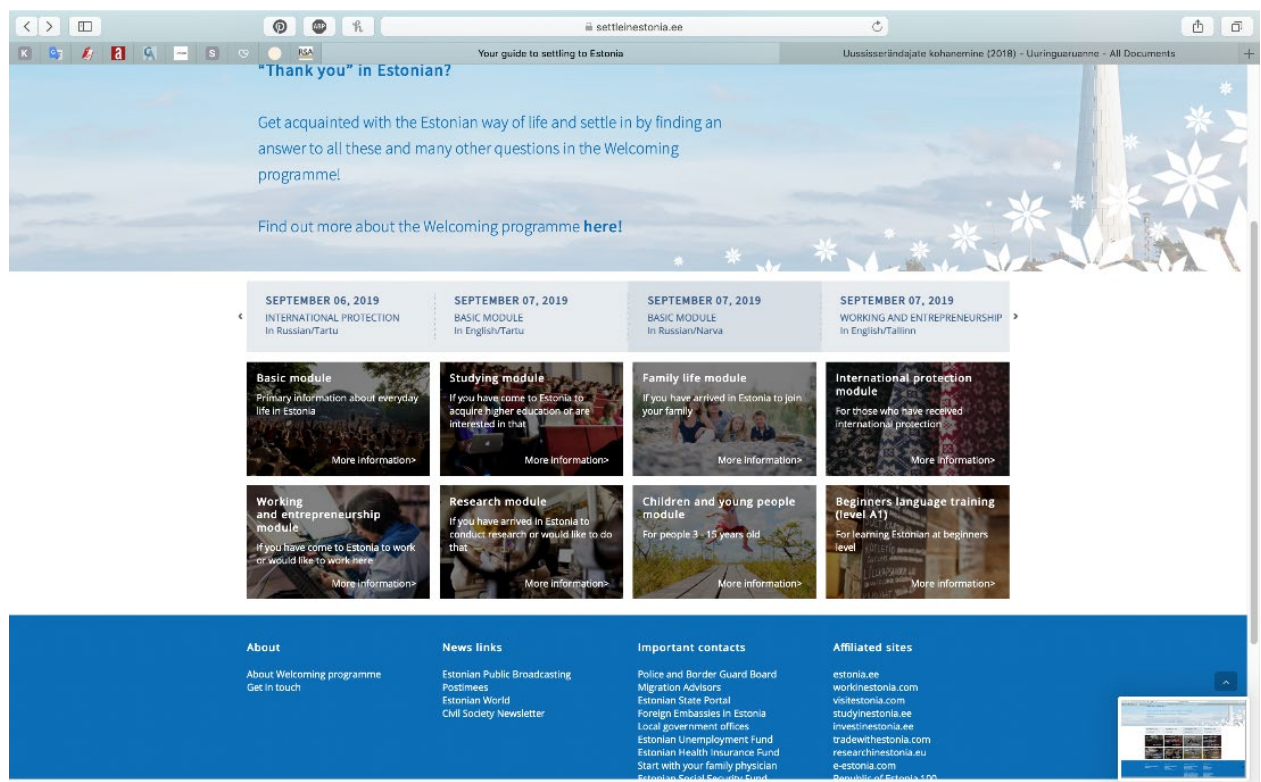 settleinestonia.ee
Your guide to settling to Estonia
Uussisserändajate kohanemine (2018) - Uuringuaruanne - All Documents
"Thank you" in Estonian?
Get acquainted with the Estonian way of life and settle in by finding an
answer to all these and many other questions in the Welcoming
programme!
Find out more about the Welcoming programme here!
SEPTEMBER 06, 2019
INTERNATIONAL PROTECTION
In Russian/Tartu
SEPTEMBER 07, 2019
BASIC MODULE
In English/Tartu
SEPTEMBER 07, 2019
BASIC MODULE
In Russian/Narva
SEPTEMBER 07, 2019
WORKING AND ENTREPRENEURSHIP
In English/Tallinn
Basic module
Primary information about everyday
life in Estonia
More information>
Studying module
If you have come to Estonia to
acquire higher education or are
interested in that
More information>
Family life module
If you have arrived in Estonia to join
your family
More information>
International protection
module
For those who have received
international protection
More information>
Working
and entrepreneurship
module
If you have come to Estonia to work
or would like to work here
More information>
Research module
If you have arrived in Estonia to
conduct research or would like to do
that
More information>
Children and young people
module
For people 3 - 15 years old
More information>
Beginners language training
(level A1)
For learning Estonian at beginners
level
More information>
About
About Welcoming programme
Get in touch
News links
Estonian Public Broadcasting
Postimees
Estonian World
Civil Society Newsletter
Important contacts
Police and Border Guard Board
Migration Advisors
Estonian State Portal
Foreign Embassies in Estonia
Local government offices
Estonian Unemployment Fund
Estonian Health Insurance Fund
Start with your family physician
Estonian Social Security Fund
Affiliated sites
estonia.ee
workinestonia.com
visitestonia.com
studyinestonia.ee
investinestonia.ee
tradewithestonia.com
researchinestonia.eu
e-estonia.com
Republic of Estonia 100